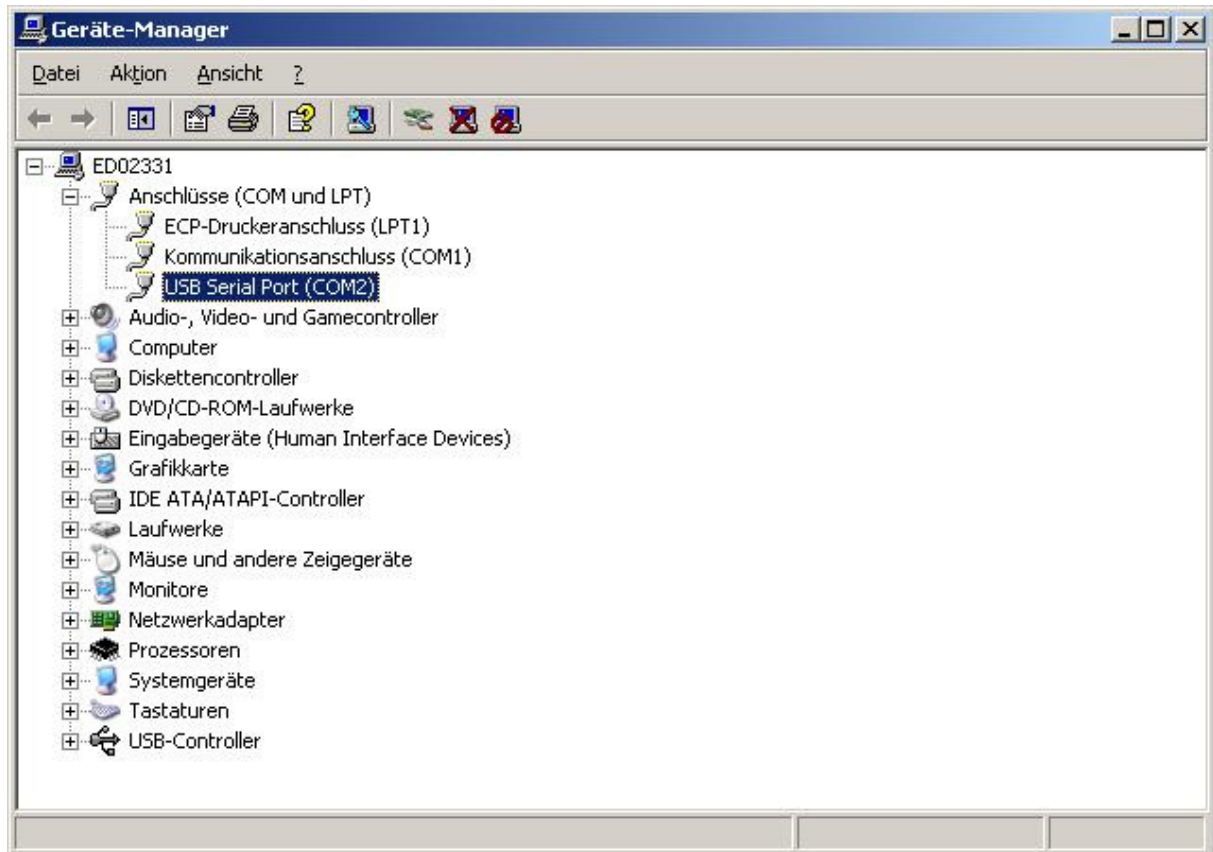 Geräte-Manager
Datei Aktion Ansicht ?
ED02331
Anschlüsse (COM und LPT)
ECP-Druckeranschluss (LPT1)
Kommunikationsanschluss (COM1)
USB Serial Port (COM2)
Audio-, Video- und Gamecontroller
Computer
Diskettencontroller
DVD/CD-ROM-Laufwerke
Eingabegeräte (Human Interface Devices)
Grafikkarte
IDE ATA/ATAPI-Controller
Laufwerke
Mäuse und andere Zeigegeräte
Monitore
Netzwerkadapter
Prozessoren
Systemgeräte
Tastaturen
USB-Controller